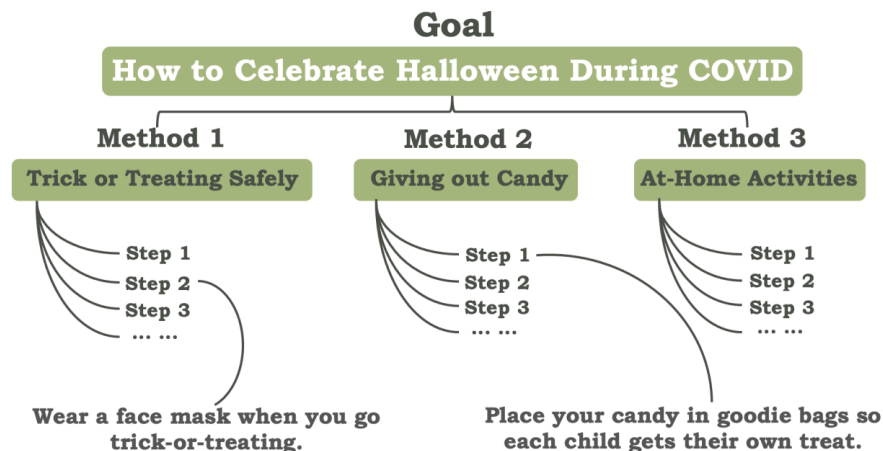 Goal
How to Celebrate Halloween During COVID
Method 1
Method 2
Method 3
Trick or Treating Safely
Giving out Candy
At-Home Activities
Step 1
Step 2
Step 3
... ...
Step 1
Step 2
Step 3
... ...
Step 1
Step 2
Step 3
... ...
Wear a face mask when you go
trick-or-treating.
Place your candy in goodie bags so
each child gets their own treat.